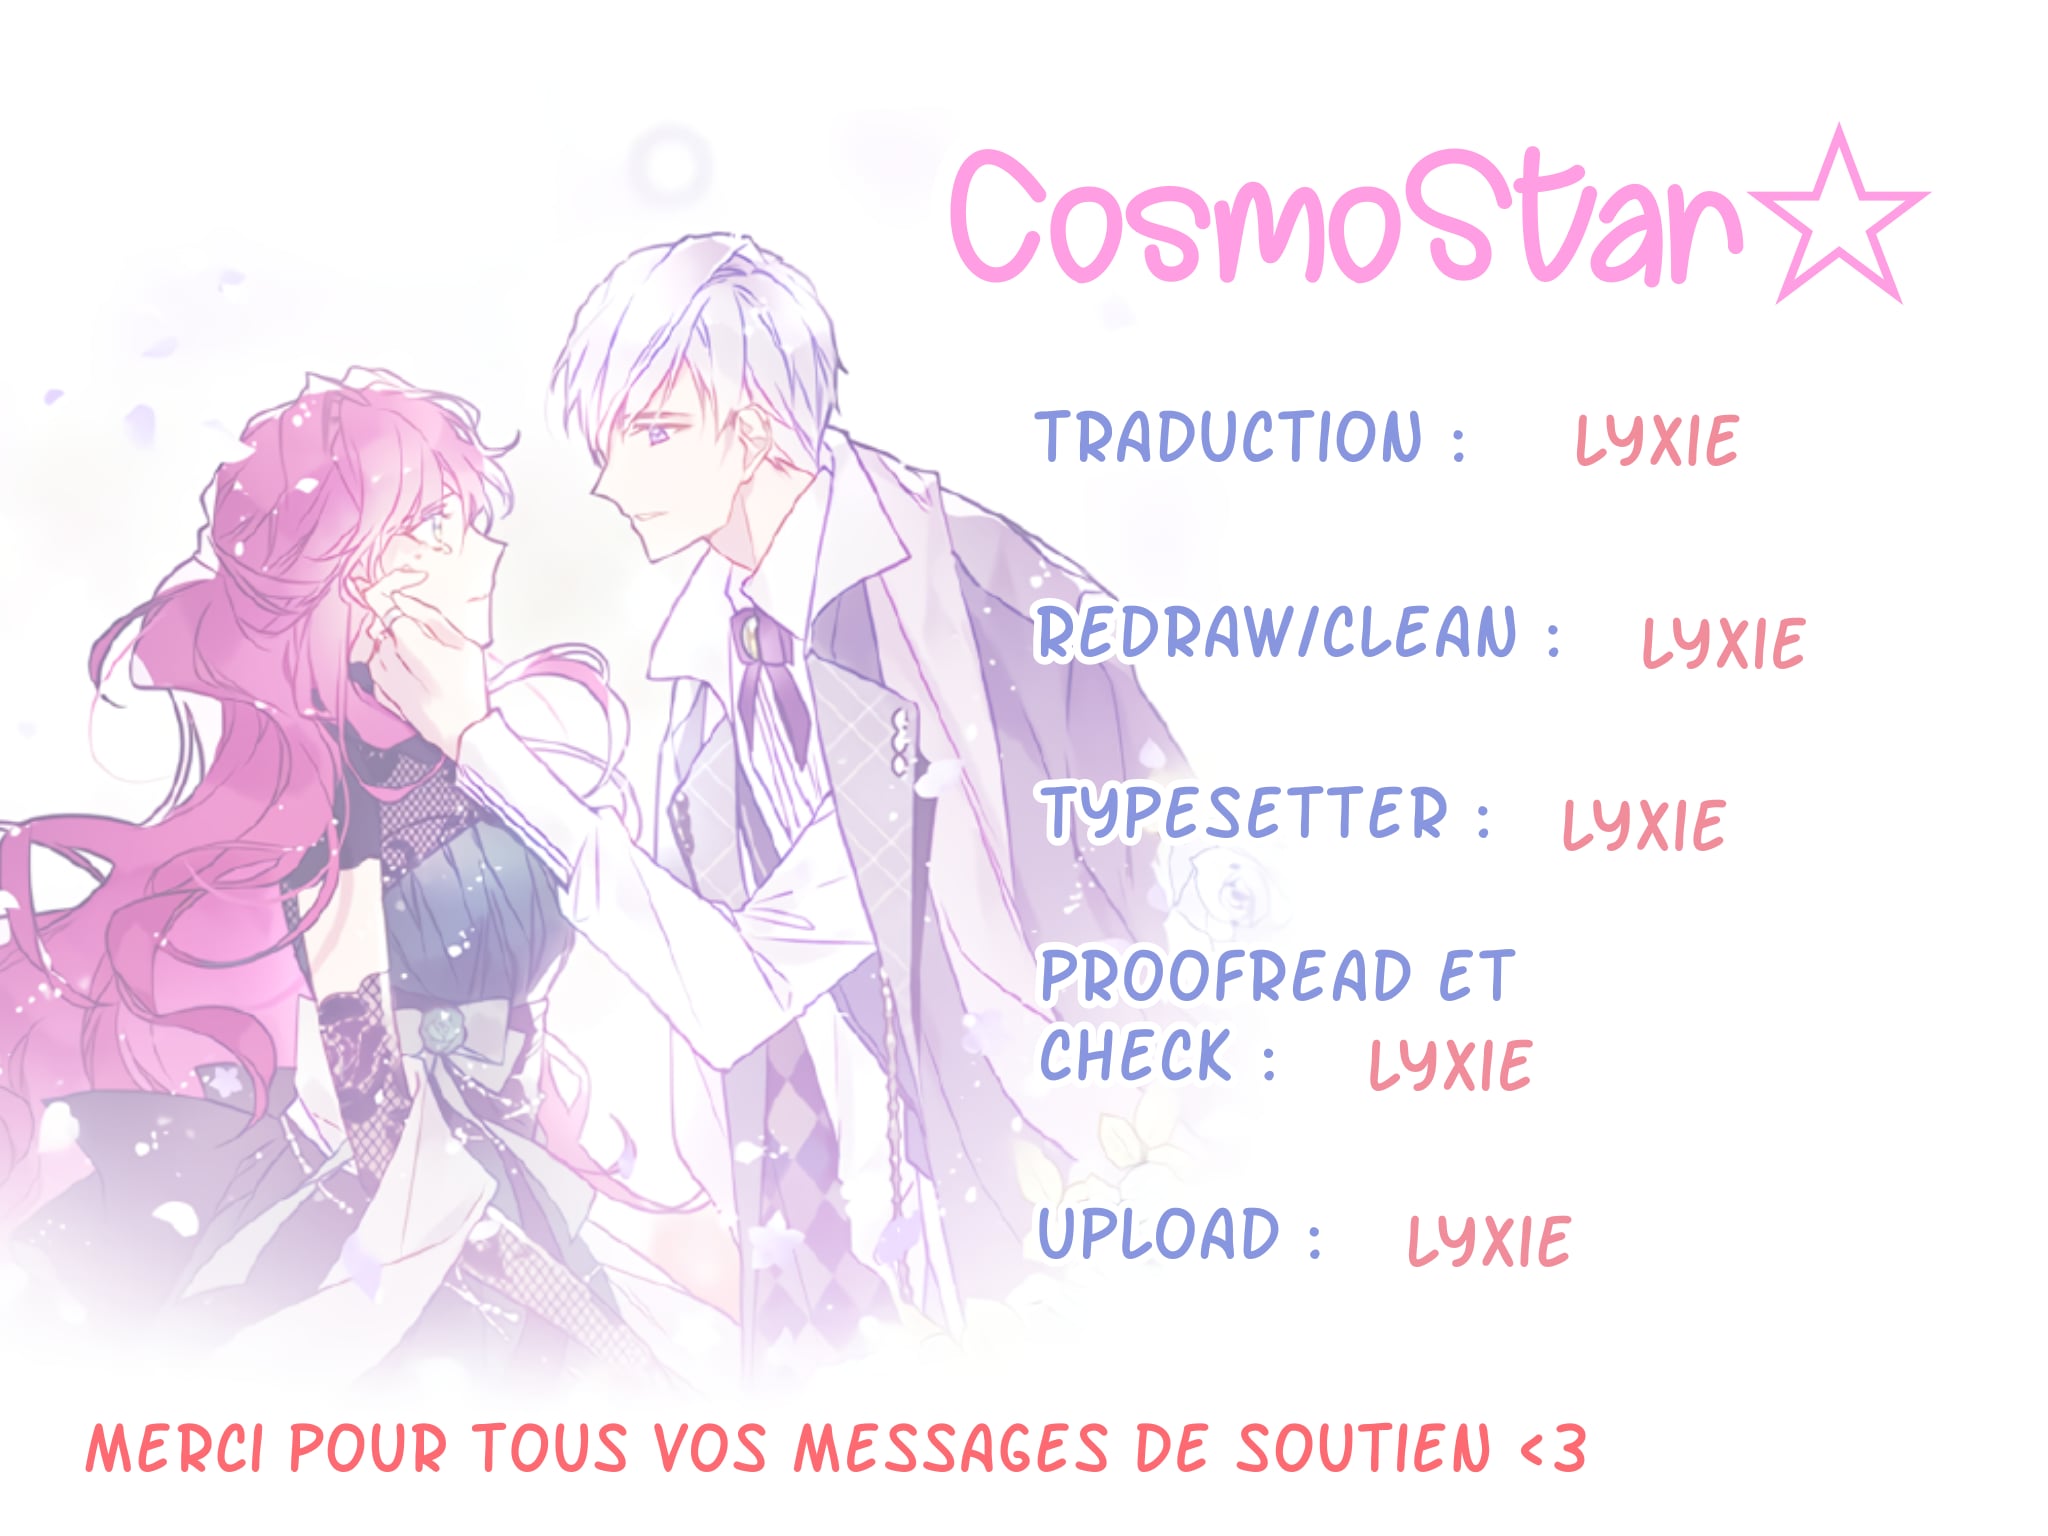 CosmoStar☆
TRADUCTION : LYXIE
REDRAW/CLEAN : LYXIE
TYPESETTER : LYXIE
PROOFREAD ET
CHECK : LYXIE
UPLOAD : LYXIE
MERCI POUR TOUS VOS MESSAGES DE SOUTIEN <3